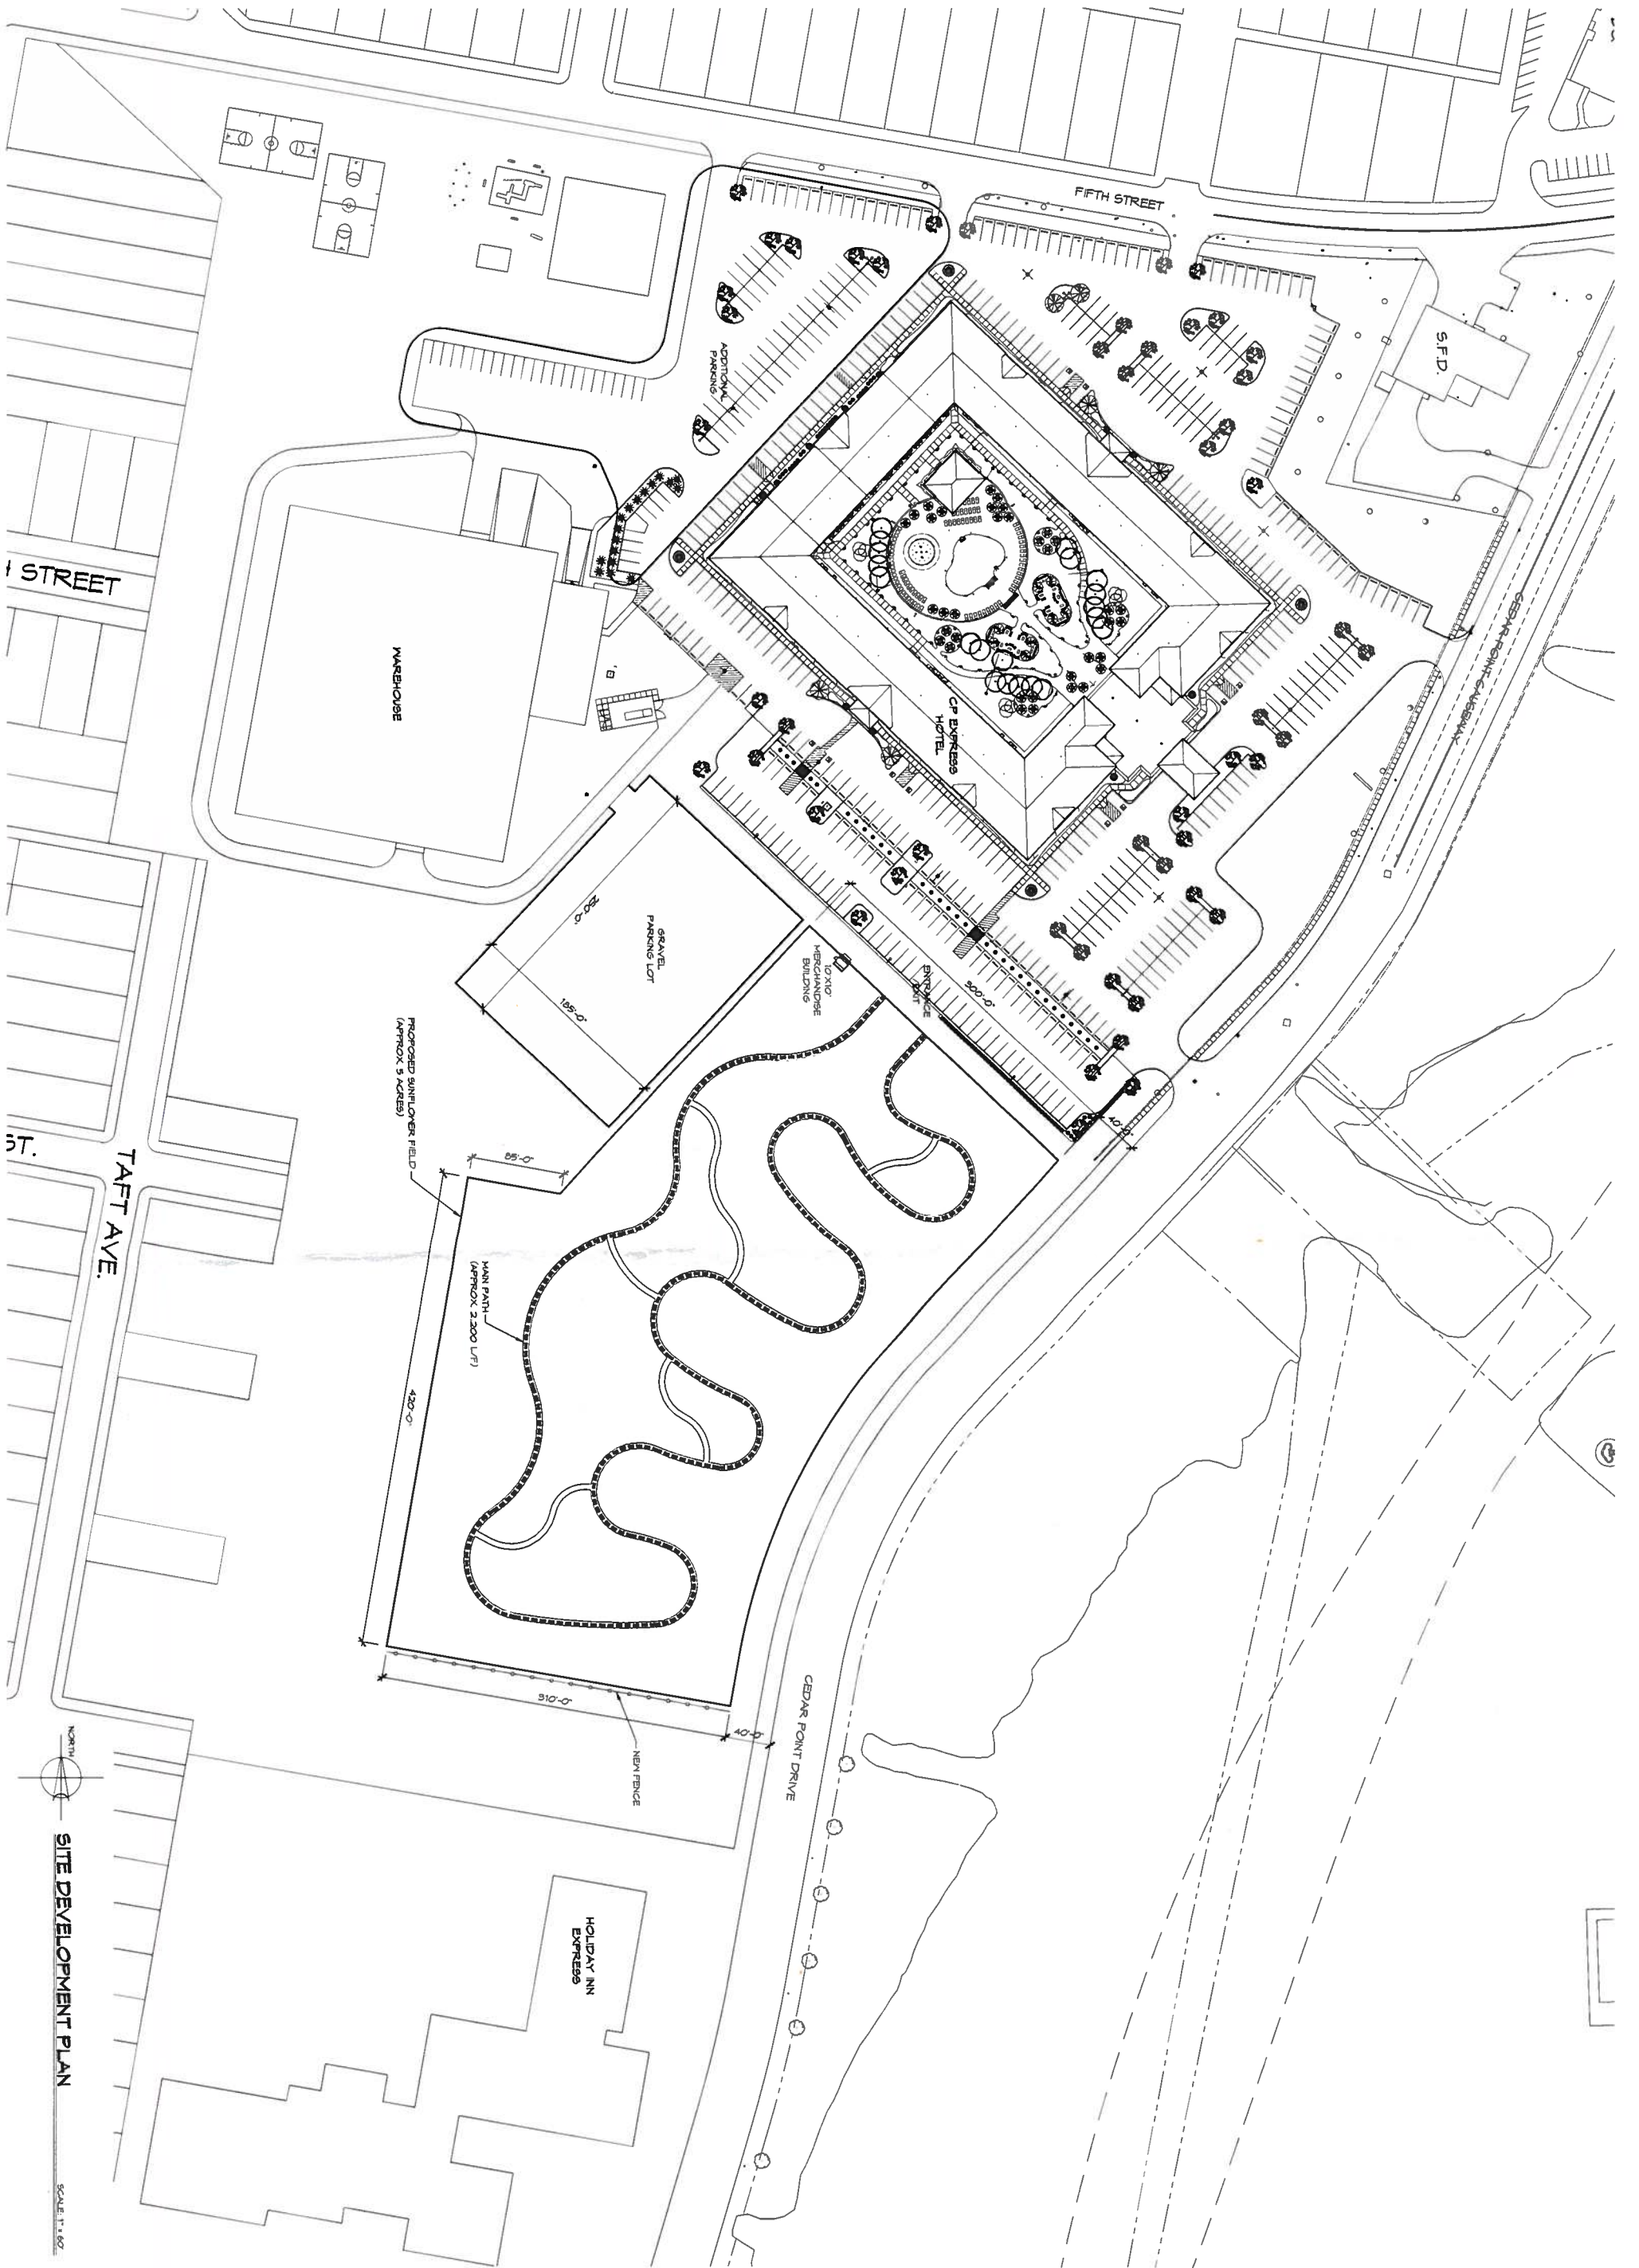 FIFTH STREET
S.F.D.
CEDAR POINT CAUSEWAY
ADDITIONAL
PARKING
H STREET
WAREHOUSE
CP EXPRESS
HOTEL
GRAVEL
PARKING LOT
250'-0"
185'-0"
10'X10'
MERCHANDISE
BUILDING
ENTRANCE
EXIT
300'-0"
40'-0"
PROPOSED SUNFLOWER FIELD
(APPROX. 5 ACRES)
85'-0"
MAIN PATH
(APPROX. 2,200 L/F)
420'-0"
310'-0"
40'-0"
NEW FENCE
CEDAR POINT DRIVE
ST.
TAFT AVE.
HOLIDAY INN
EXPRESS
NORTH
SITE DEVELOPMENT PLAN
SCALE: 1" = 60'